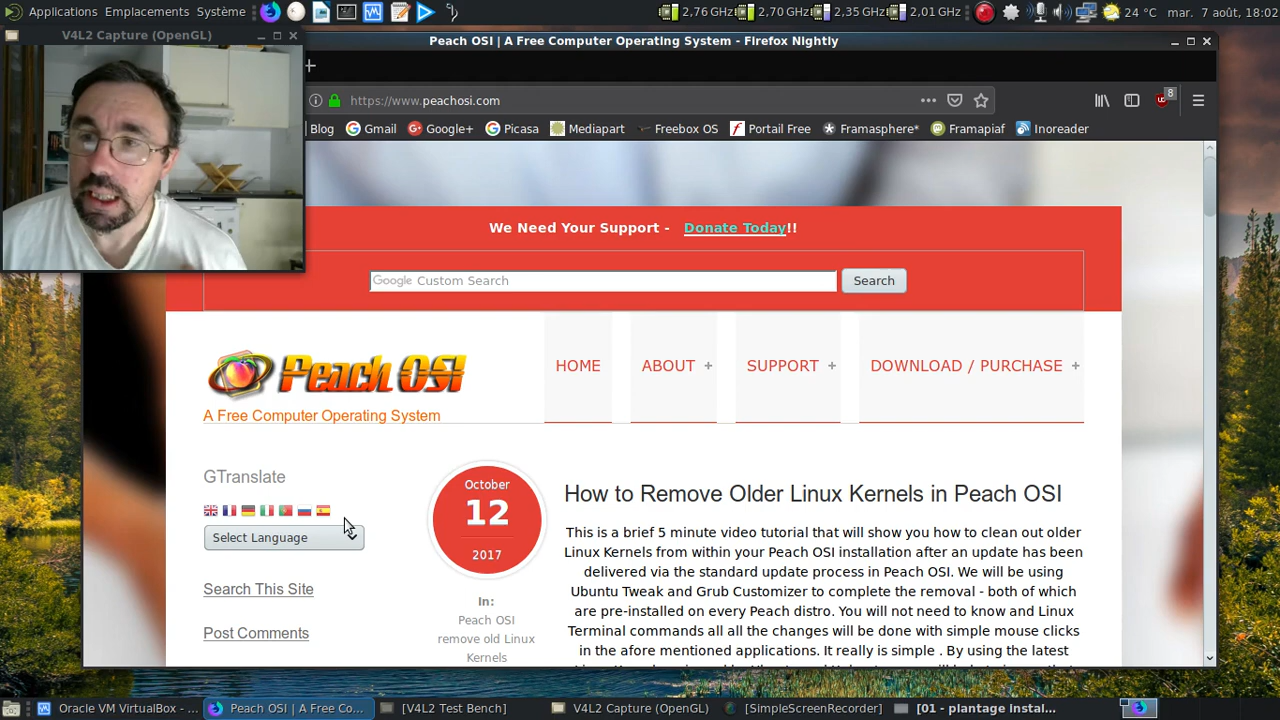 Applications Emplacements Système
2,76 GHz 2,70 GHz 2,35 GHz 2,01 GHz 24 °C mar. 7 août, 18:02
V4L2 Capture (OpenGL)
Peach OSI | A Free Computer Operating System - Firefox Nightly
https://www.peachosi.com
8
Blog Gmail Google+ Picasa Mediapart Freebox OS Portail Free Framasphere* Framapiaf Inoreader
We Need Your Support - Donate Today!!
Google Custom Search Search
Peach OSI
A Free Computer Operating System
HOME ABOUT + SUPPORT + DOWNLOAD / PURCHASE +
GTranslate
Select Language
Search This Site
Post Comments
October
12
2017
In:
Peach OSI
remove old Linux
Kernels
How to Remove Older Linux Kernels in Peach OSI
This is a brief 5 minute video tutorial that will show you how to clean out older
Linux Kernels from within your Peach OSI installation after an update has been
delivered via the standard update process in Peach OSI. We will be using
Ubuntu Tweak and Grub Customizer to complete the removal - both of which
are pre-installed on every Peach distro. You will not need to know and Linux
Terminal commands all all the changes will be done with simple mouse clicks
in the afore mentioned applications. It really is simple . By using the latest
Oracle VM VirtualBox - ... Peach OSI | A Free Co... [V4L2 Test Bench] V4L2 Capture (OpenGL) [SimpleScreenRecorder] [01 - plantage instal...